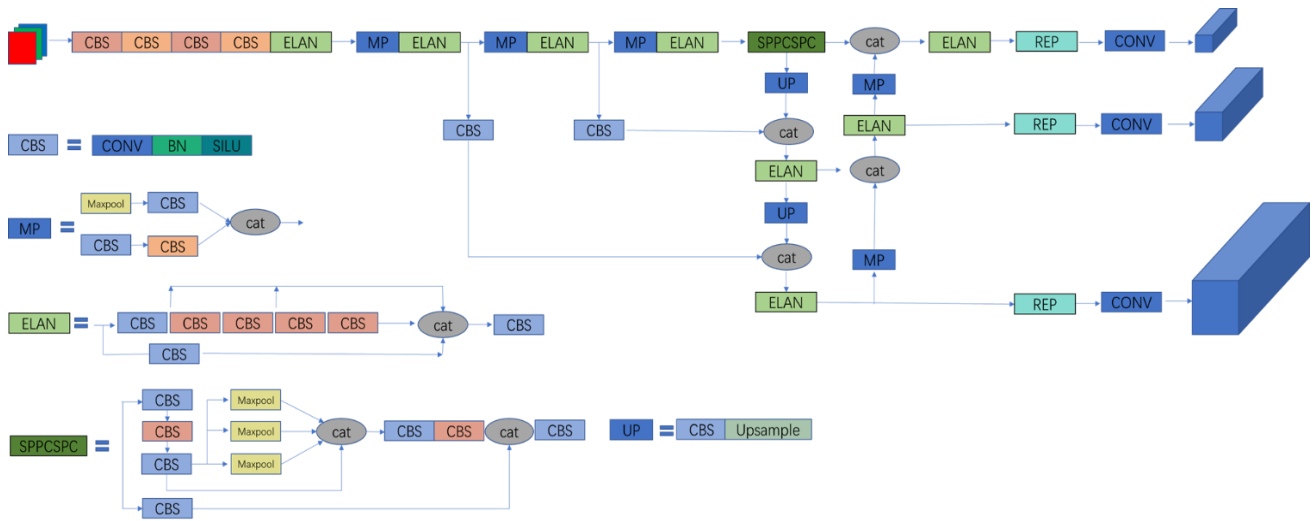 CBS CBS CBS CBS ELAN MP ELAN MP ELAN MP ELAN SPPCSPC cat ELAN REP CONV
UP MP
CBS CBS cat ELAN REP CONV
CBS = CONV BN SILU
ELAN cat
Maxpool CBS
MP = cat UP
CBS CBS cat MP
ELAN REP CONV
ELAN = CBS CBS CBS CBS CBS cat CBS
CBS
CBS Maxpool
CBS Maxpool cat CBS CBS cat CBS UP = CBS Upsample
SPPCSPC =
CBS Maxpool
CBS